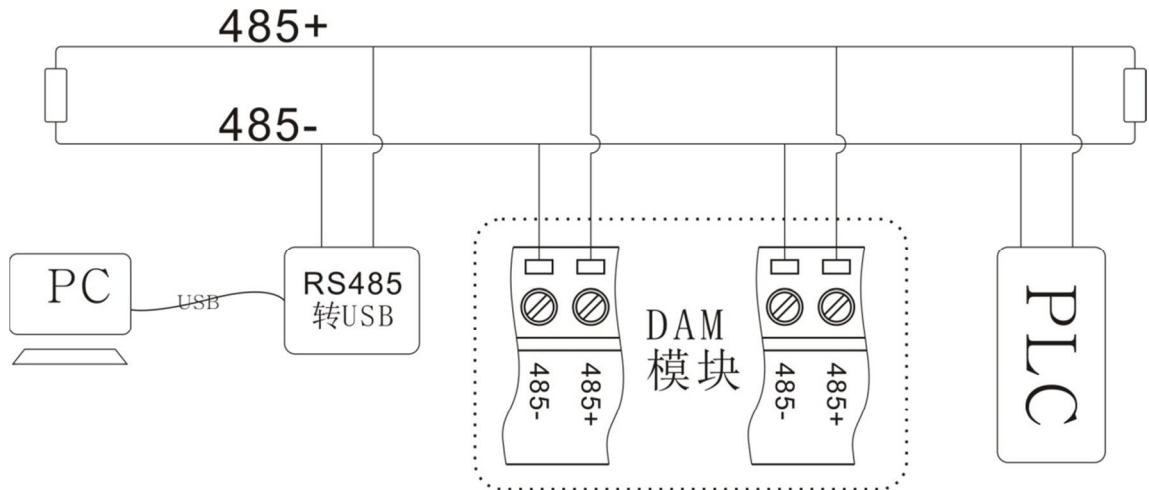 485+
485-
PC
USB
RS485
转USB
485-
485+
DAM
模块
485-
485+
PLC